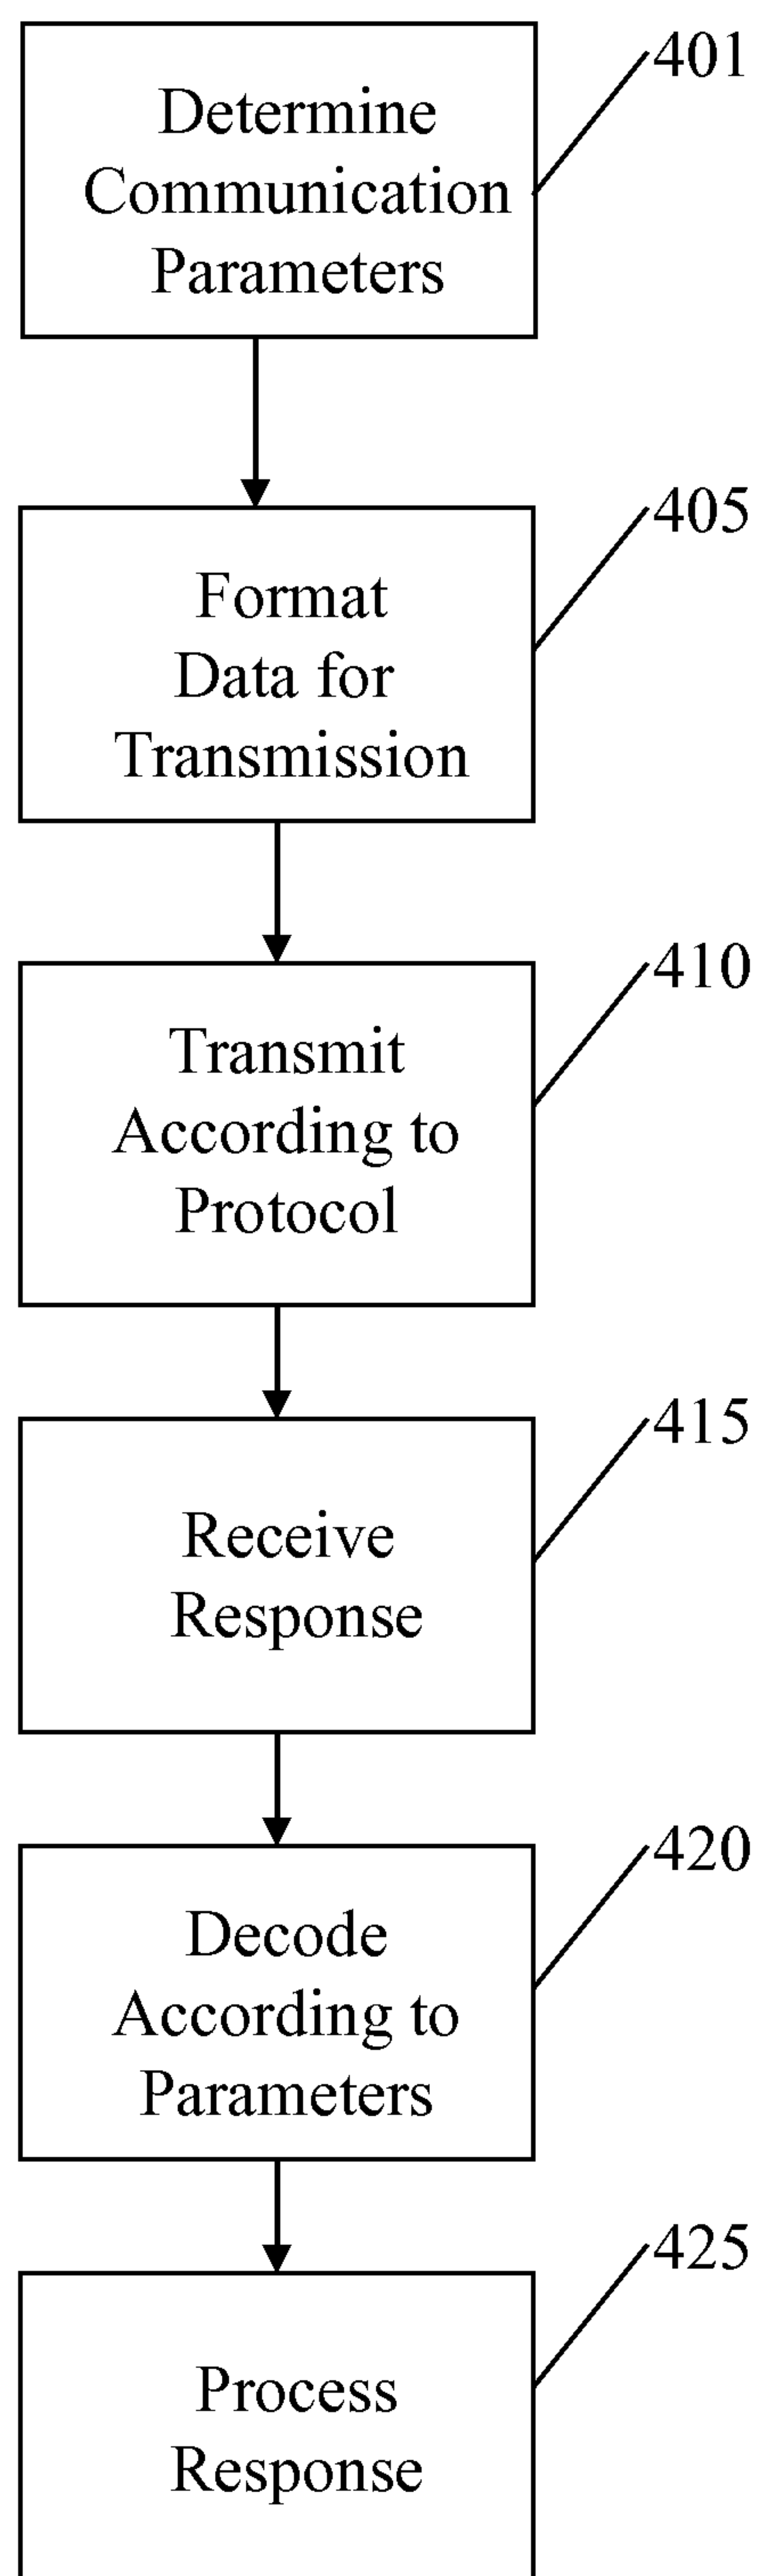 Determine
Communication
Parameters
401
Format
Data for
Transmission
405
Transmit
According to
Protocol
410
Receive
Response
415
Decode
According to
Parameters
420
Process
Response
425